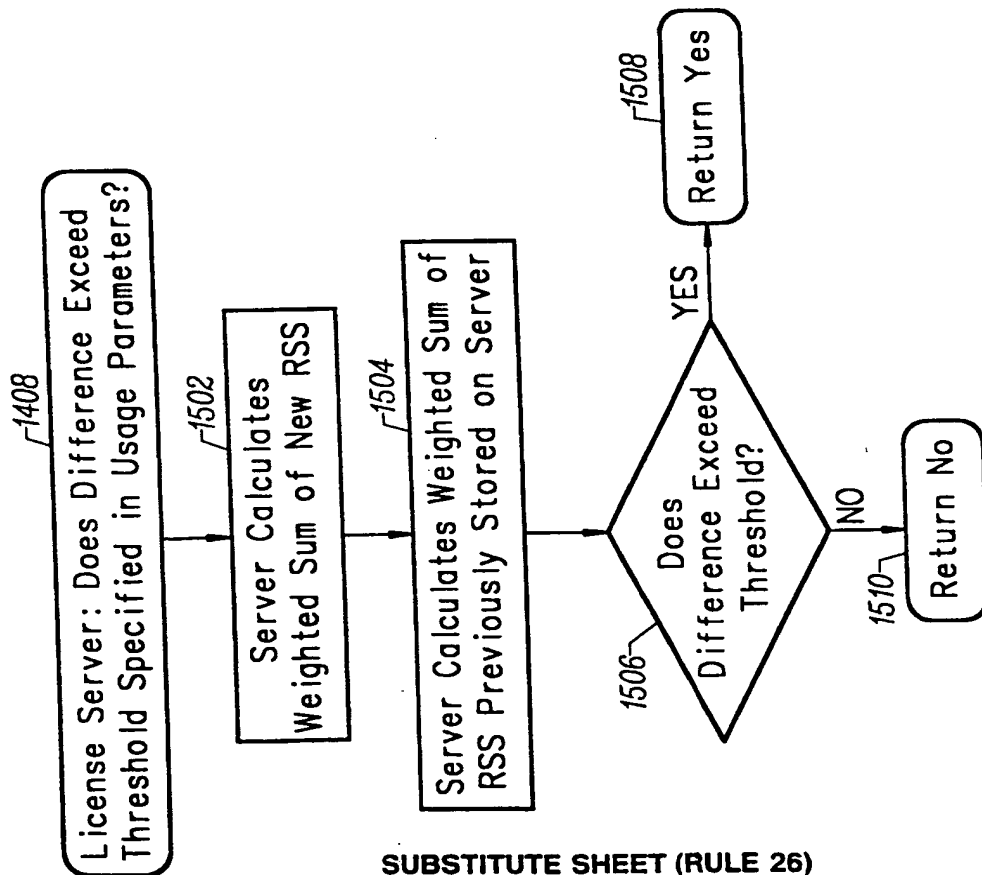 1408
License Server: Does Difference Exceed
Threshold Specified in Usage Parameters?
1502
Server Calculates
Weighted Sum of New RSS
1504
Server Calculates Weighted Sum of
RSS Previously Stored on Server
1506
Does
Difference Exceed
Threshold?
YES
1508
Return Yes
NO
1510
Return No
SUBSTITUTE SHEET (RULE 26)